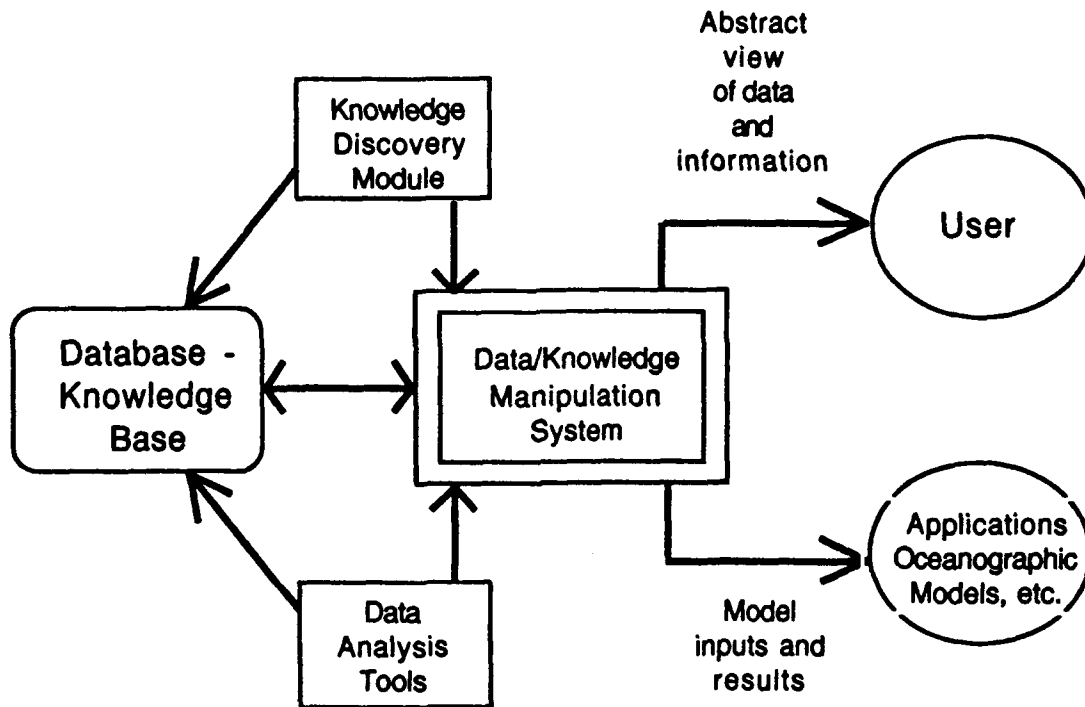 Abstract
view
of data
and
information
Knowledge
Discovery
Module
User
Database -
Knowledge
Base
Data/Knowledge
Manipulation
System
Applications
Oceanographic
Models, etc.
Data
Analysis
Tools
Model
inputs and
results